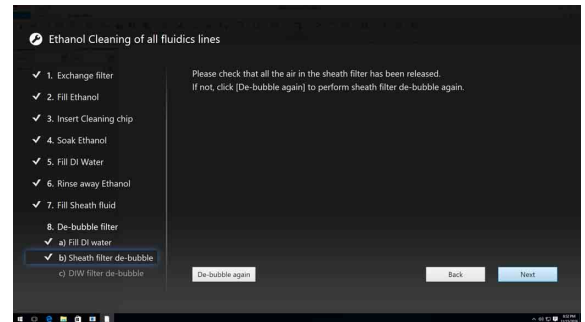 Ethanol Cleaning of all fluidics lines
1. Exchange filter
2. Fill Ethanol
3. Insert Cleaning chip
4. Soak Ethanol
5. Fill DI Water
6. Rinse away Ethanol
7. Fill Sheath fluid
8. De-bubble filter
a) Fill DI water
b) Sheath filter de-bubble
c) DIW filter de-bubble
Please check that all the air in the sheath filter has been released.
If not, click [De-bubble again] to perform sheath filter de-bubble again.
De-bubble again
Back
Next